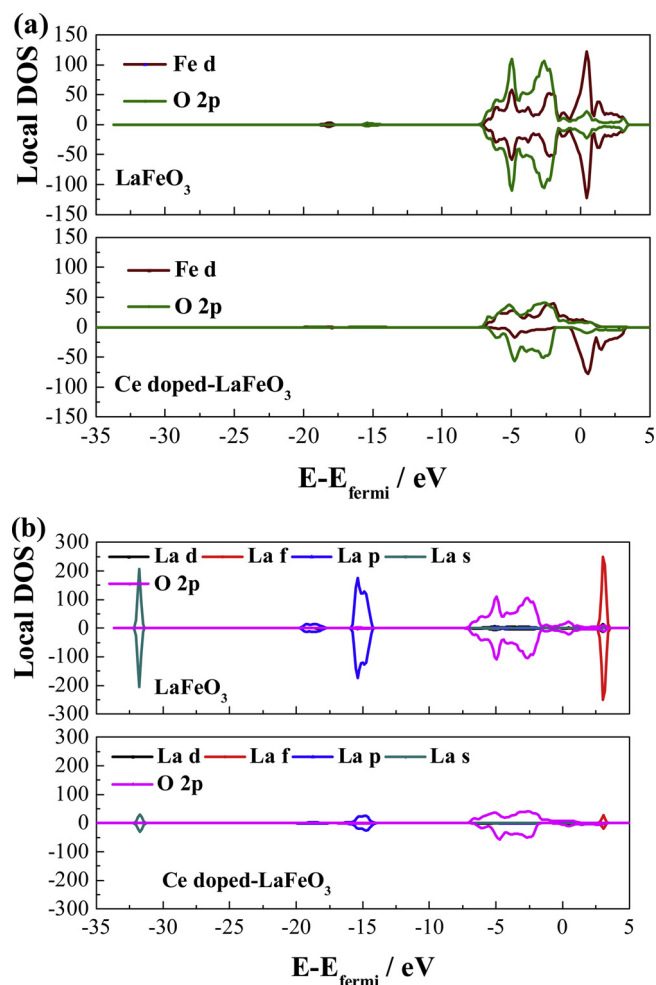 (a)
150
100
50
0
-50
-100
-150
Local DOS
Fe d
O 2p
LaFeO3
150
100
50
0
-50
-100
-150
Fe d
O 2p
Ce doped-LaFeO3
-35 -30 -25 -20 -15 -10 -5 0 5
E-Efermi / eV
(b)
300
200
100
0
-100
-200
-300
Local DOS
La d La f La p La s
O 2p
LaFeO3
300
200
100
0
-100
-200
-300
La d La f La p La s
O 2p
Ce doped-LaFeO3
-35 -30 -25 -20 -15 -10 -5 0 5
E-Efermi / eV